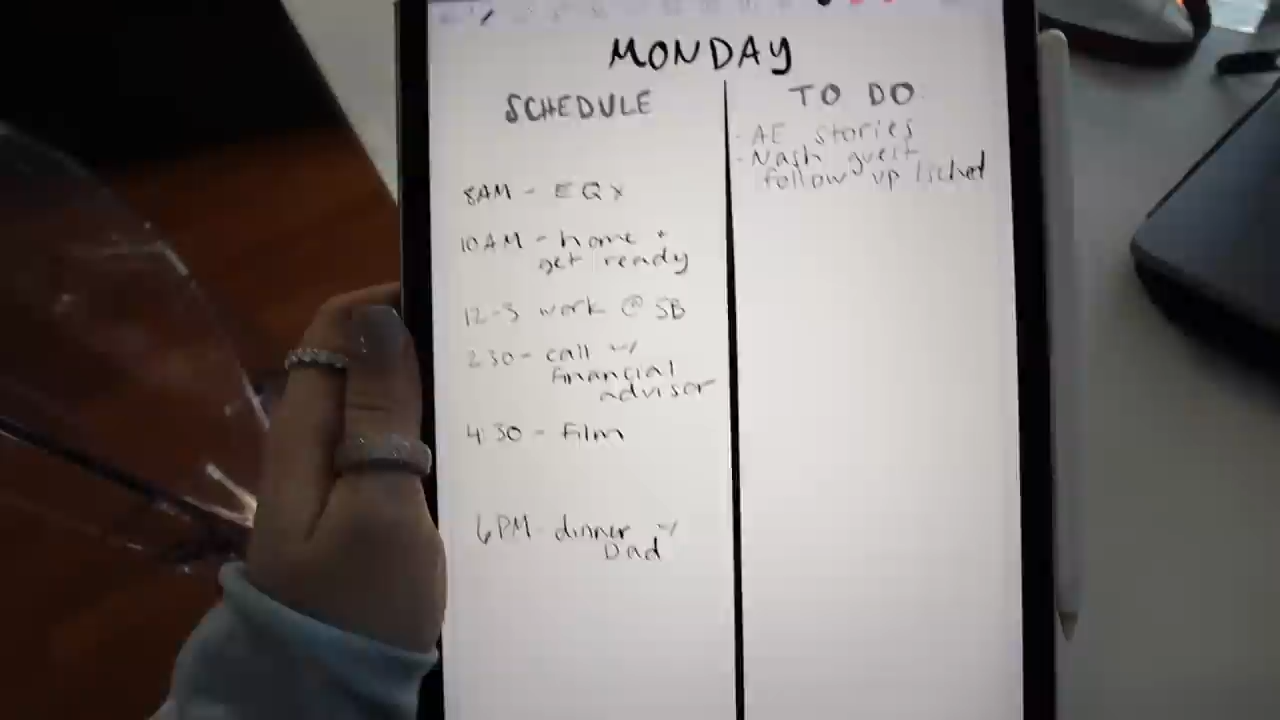 MONDAY
SCHEDULE
8AM - EQX
10AM - home +
get ready
12-3 work @ SB
2:30 - call w/
Financial
advisor
4:30 - Film
6PM - dinner w/
Dad
TO DO
- AE stories
- Nash guest
follow up / sched